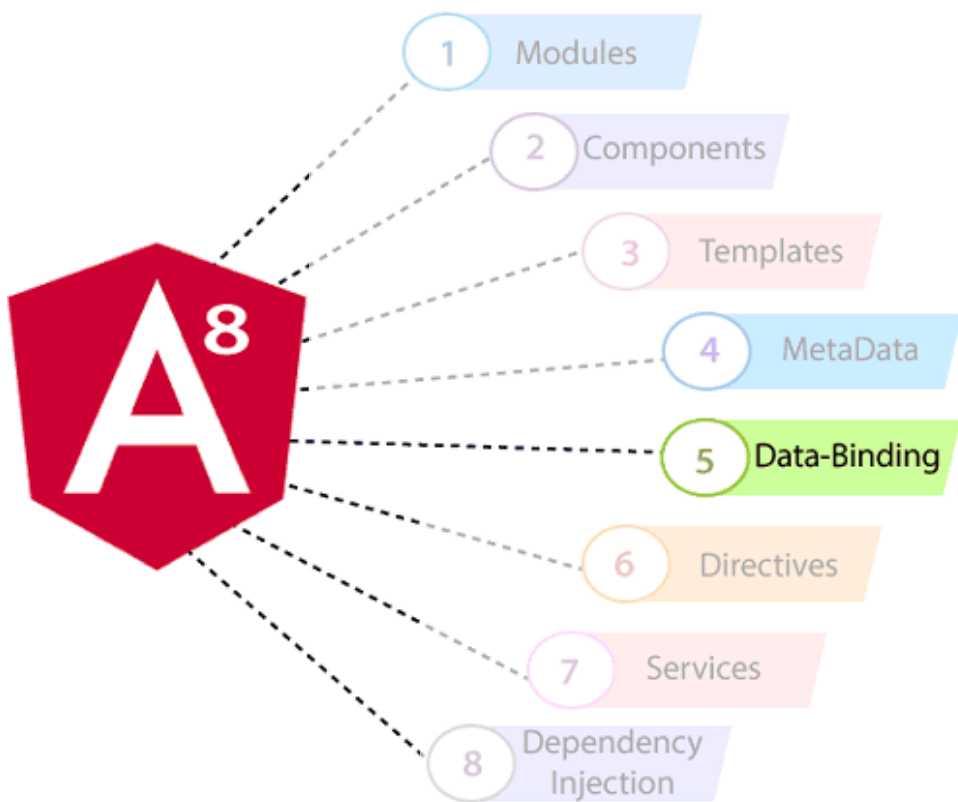 1 Modules
2 Components
3 Templates
A 8
4 MetaData
5 Data-Binding
6 Directives
7 Services
8 Dependency
Injection